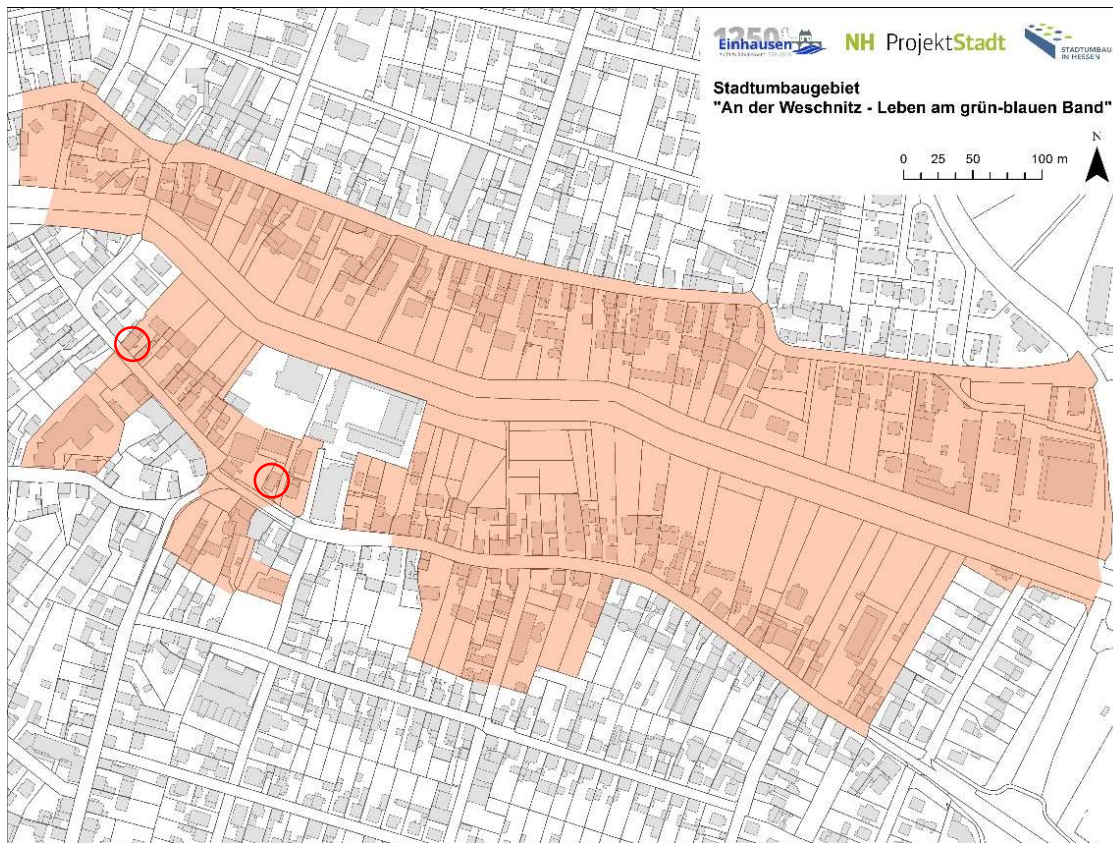 1250
Einhausen
NH ProjektStadt
STADTUMBAU
IN HESSEN
Stadtumbaugebiet
"An der Weschnitz - Leben am grün-blauen Band"
N
0 25 50 100 m